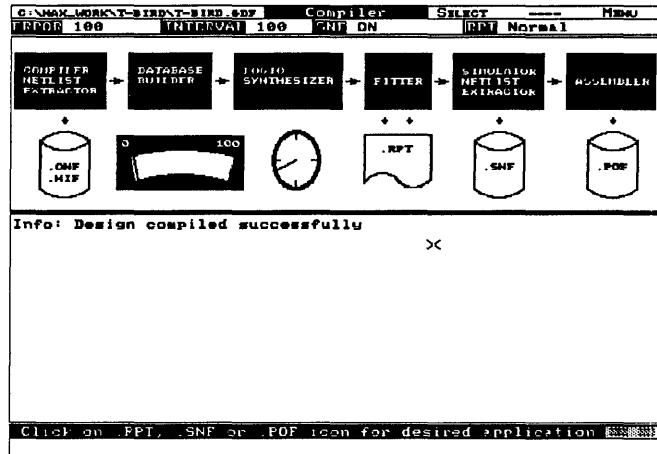 C:\MAX_WORK\T-BIRD\T-BIRD.GDF Compiler SELECT ---- MENU
ERROR 100 INTERVAL 100 SNF ON RPT Normal
COMPILER NETLIST EXTRACTOR
DATABASE BUILDER
LOGIC SYNTHESIZER
FITTER
SIMULATOR NETLIST EXTRACTOR
ASSEMBLER
.CNF
.HIF
0 100
.RPT
.SNF
.POF
Info: Design compiled successfully
Click on .RPT, .SNF or .POF icon for desired application